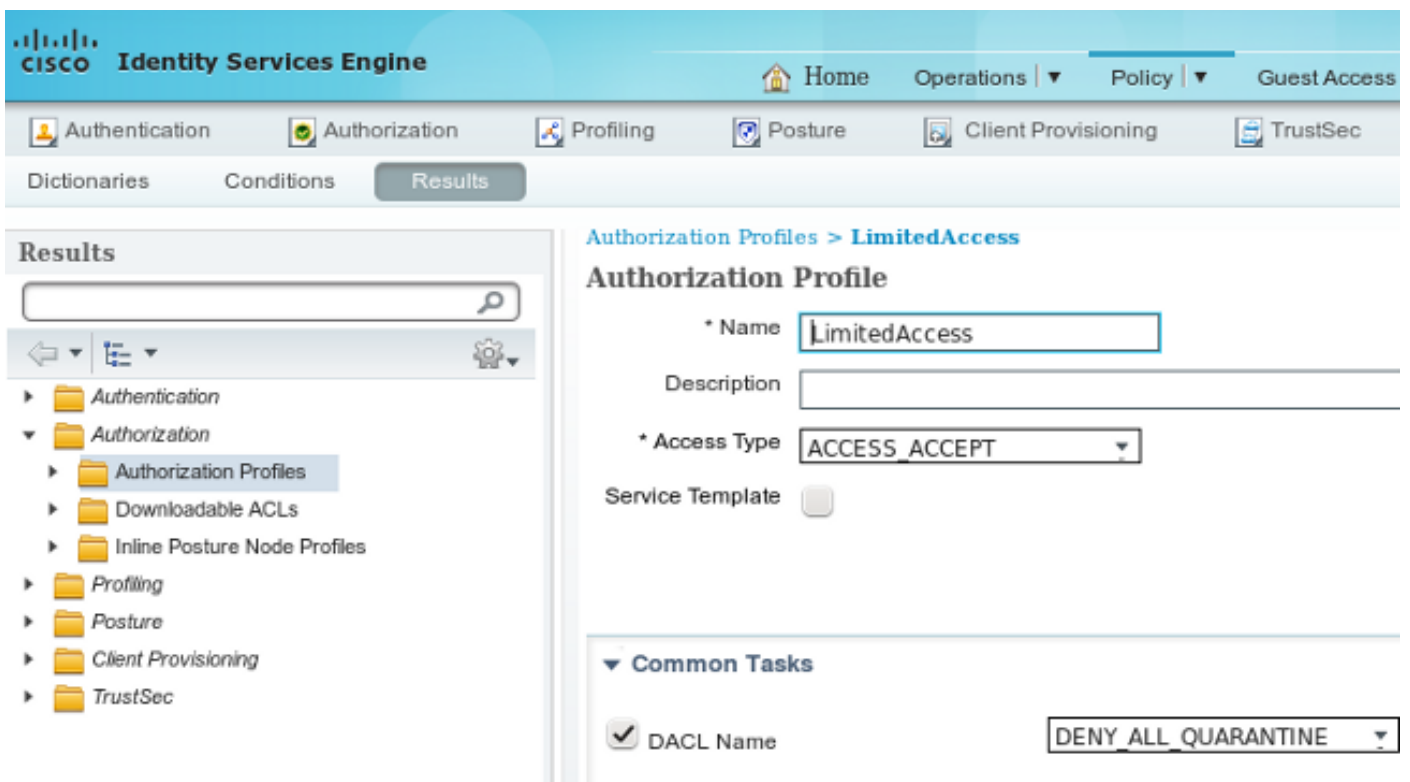 CISCO Identity Services Engine
Home Operations Policy Guest Access
Authentication Authorization Profiling Posture Client Provisioning TrustSec
Dictionaries Conditions Results
Results
Authentication
Authorization
Authorization Profiles
Downloadable ACLs
Inline Posture Node Profiles
Profiling
Posture
Client Provisioning
TrustSec
Authorization Profiles > LimitedAccess
Authorization Profile
* Name LimitedAccess
Description
* Access Type ACCESS_ACCEPT
Service Template
Common Tasks
DACL Name DENY_ALL_QUARANTINE